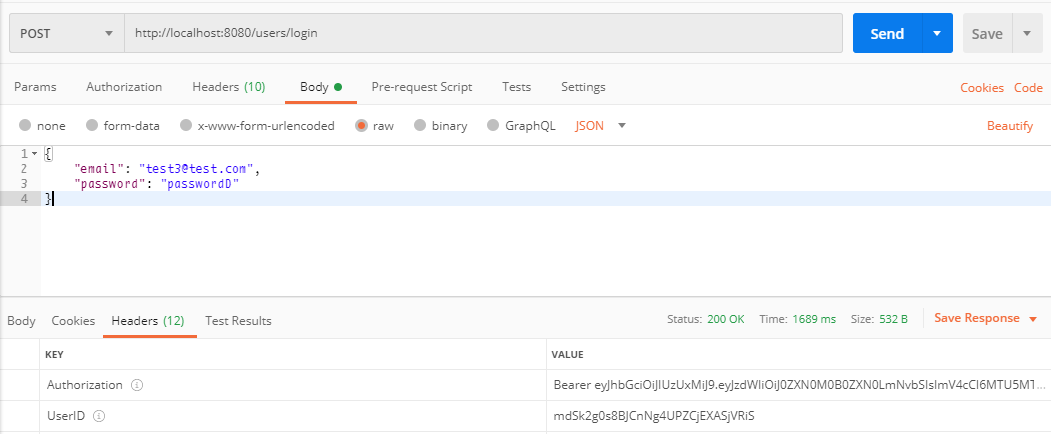 POST http://localhost:8080/users/login Send Save
Params Authorization Headers (10) Body Pre-request Script Tests Settings Cookies Code
none form-data x-www-form-urlencoded raw binary GraphQL JSON Beautify
1 {
2 "email": "test3@test.com",
3 "password": "passwordD"
4 }
Body Cookies Headers (12) Test Results Status: 200 OK Time: 1689 ms Size: 532 B Save Response
KEY VALUE
Authorization Bearer eyJhbGciOiJIUzUxMiJ9.eyJzdWIiOiJ0ZXN0M0B0ZXN0LmNvbSIsImV4cCI6MTU5MT...
UserID mdSk2g0s8BJCnNg4UPZCjEXASjVRiS